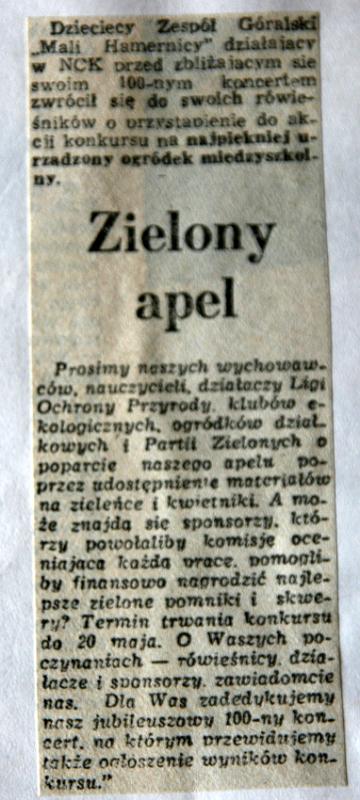 Dziecięcy Zespół Góralski
„Mali Hamernicy” działający
w NCK przed zbliżającym się
swoim 100-nym koncertem
zwrócił się do swoich rówie-
śników o przystąpienie do ak-
cji konkursu na najpiękniej u-
rządzony ogródek międzyszkol-
ny.
Zielony
apel
Prosimy naszych wychowaw-
ców, nauczycieli, działaczy Ligi
Ochrony Przyrody, klubów e-
kologicznych, ogródków dział-
kowych i Partii Zielonych o
poparcie naszego apelu po-
przez udostępnienie materiałów
na zieleńce i kwietniki. A mo-
że znajdą się sponsorzy, któ-
rzy powołaliby komisję oce-
niającą każdą pracę, pomogli-
by finansowo nagrodzić najle-
psze zielone pomniki i skwe-
ry? Termin trwania konkursu
do 20 maja. O Waszych po-
czynaniach — rówieśnicy, dzia-
łacze i sponsorzy, zawiadomcie
nas. Dla Was zadedykujemy
nasz jubileuszowy 100-ny kon-
cert, na którym przewidujemy
także ogłoszenie wyników kon-
kursu.”